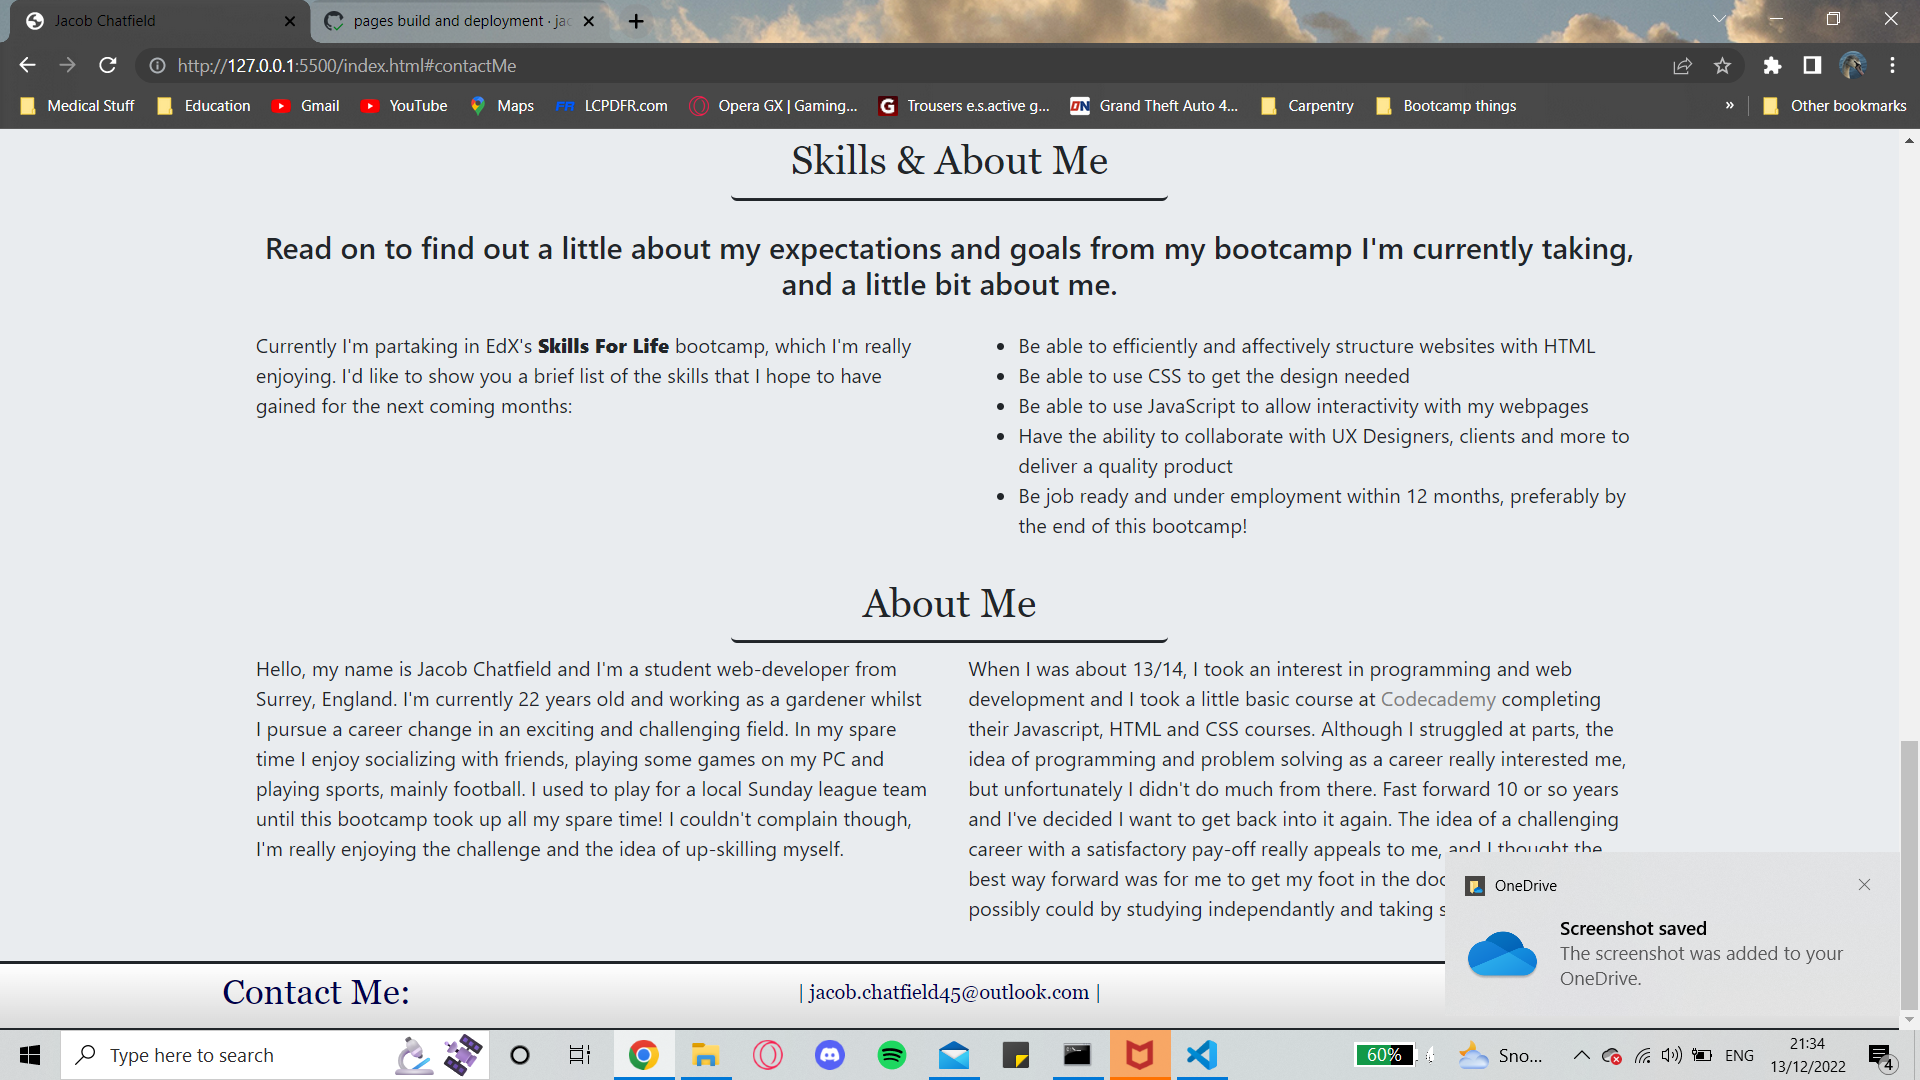 Jacob Chatfield
pages build and deployment · jac
http://127.0.0.1:5500/index.html#contactMe
Medical Stuff
Education
Gmail
YouTube
Maps
FR LCPDFR.com
Opera GX | Gaming...
G Trousers e.s.active g...
ON Grand Theft Auto 4...
Carpentry
Bootcamp things
»
Other bookmarks
Skills & About Me
Read on to find out a little about my expectations and goals from my bootcamp I'm currently taking,
and a little bit about me.
Currently I'm partaking in EdX's Skills For Life bootcamp, which I'm really
enjoying. I'd like to show you a brief list of the skills that I hope to have
gained for the next coming months:
• Be able to efficiently and affectively structure websites with HTML
• Be able to use CSS to get the design needed
• Be able to use JavaScript to allow interactivity with my webpages
• Have the ability to collaborate with UX Designers, clients and more to
deliver a quality product
• Be job ready and under employment within 12 months, preferably by
the end of this bootcamp!
About Me
Hello, my name is Jacob Chatfield and I'm a student web-developer from
Surrey, England. I'm currently 22 years old and working as a gardener whilst
I pursue a career change in an exciting and challenging field. In my spare
time I enjoy socializing with friends, playing some games on my PC and
playing sports, mainly football. I used to play for a local Sunday league team
until this bootcamp took up all my spare time! I couldn't complain though,
I'm really enjoying the challenge and the idea of up-skilling myself.
When I was about 13/14, I took an interest in programming and web
development and I took a little basic course at Codecademy completing
their Javascript, HTML and CSS courses. Although I struggled at parts, the
idea of programming and problem solving as a career really interested me,
but unfortunately I didn't do much from there. Fast forward 10 or so years
and I've decided I want to get back into it again. The idea of a challenging
career with a satisfactory pay-off really appeals to me, and I thought the
best way forward was for me to get my foot in the doo
possibly could by studying independantly and taking s
OneDrive
Screenshot saved
The screenshot was added to your
OneDrive.
Contact Me:
| jacob.chatfield45@outlook.com |
Type here to search
60%
Sno...
ENG
21:34
13/12/2022
4